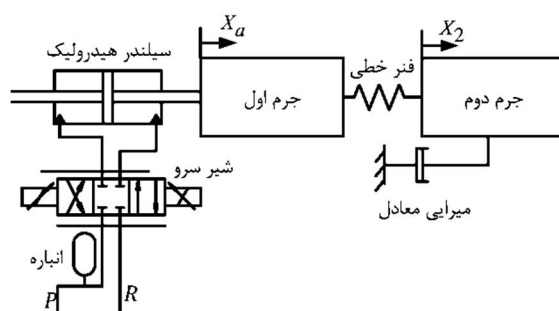 سیلندر هیدرولیک
Xa
X2
فنر خطی
جرم اول
جرم دوم
شیر سرو
میرایی معادل
انباره
P
R